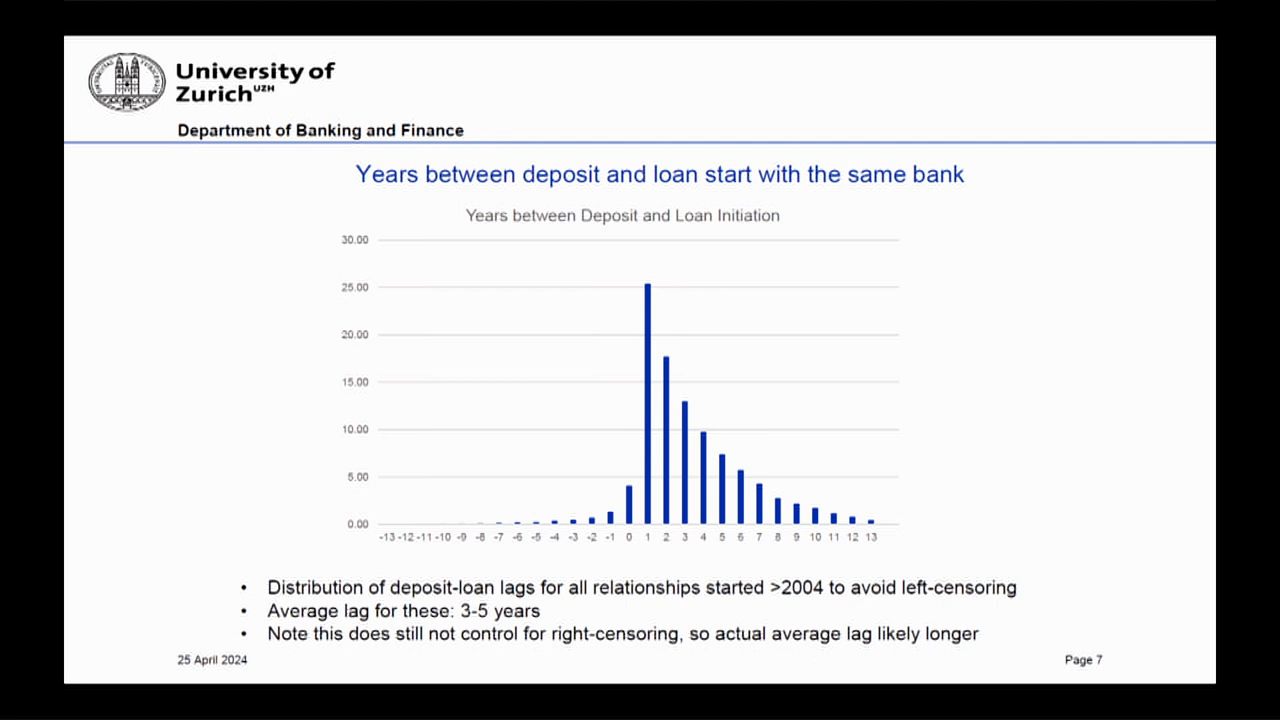 University of
Zurich UZH
Department of Banking and Finance
Years between deposit and loan start with the same bank
Years between Deposit and Loan Initiation
30.00
25.00
20.00
15.00
10.00
5.00
0.00
-13 -12 -11 -10 -9 -8 -7 -6 -5 -4 -3 -2 -1 0 1 2 3 4 5 6 7 8 9 10 11 12 13
• Distribution of deposit-loan lags for all relationships started >2004 to avoid left-censoring
• Average lag for these: 3-5 years
• Note this does still not control for right-censoring, so actual average lag likely longer
25 April 2024
Page 7